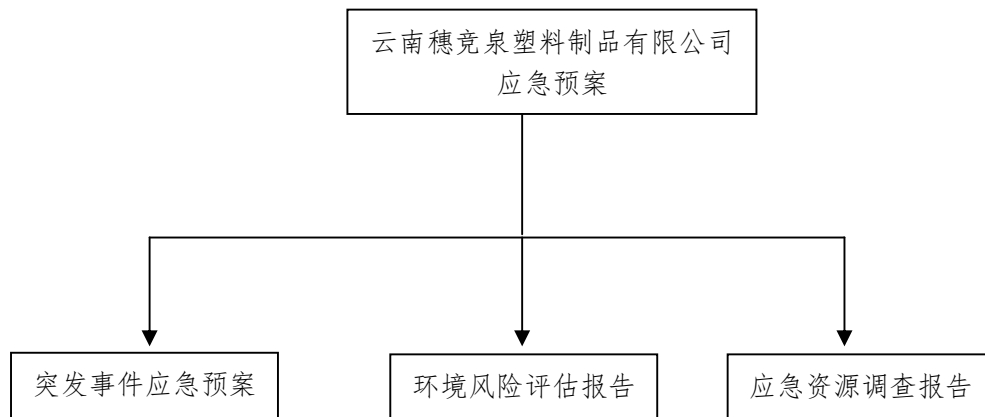 云南穗竞泉塑料制品有限公司
应急预案
突发事件应急预案
环境风险评估报告
应急资源调查报告